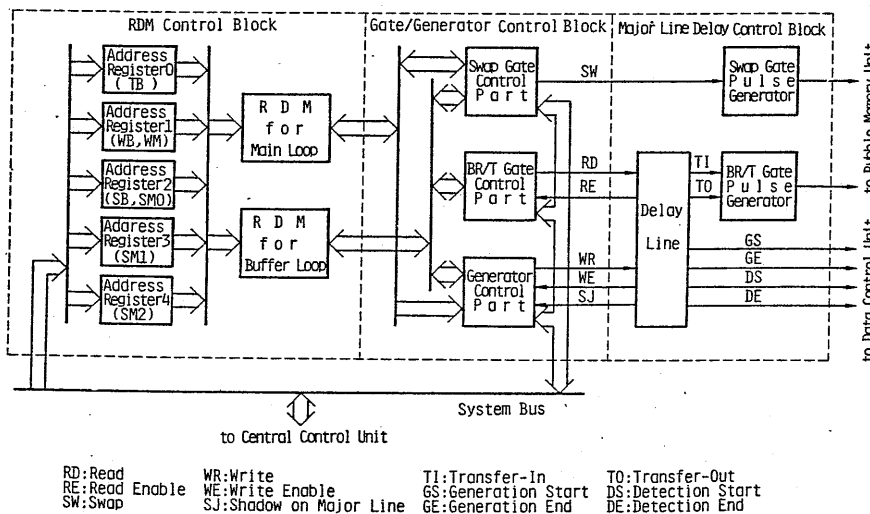 RDM Control Block
Gate/Generator Control Block
Major Line Delay Control Block
Address
Register0
(TB)
Address
Register1
(WB,WM)
Address
Register2
(SB,SM0)
Address
Register3
(SM1)
Address
Register4
(SM2)
RDM
for
Main Loop
RDM
for
Buffer Loop
Swap Gate
Control
Part
BR/T Gate
Control
Part
Generator
Control
Part
SW
RD
RE
WR
WE
SJ
Delay
Line
TI
TO
Swap Gate
Pulse
Generator
BR/T Gate
Pulse
Generator
GS
GE
DS
DE
to Bubble Memory Unit
to Data Control Unit
System Bus
to Central Control Unit
RD:Read
RE:Read Enable
SW:Swap
WR:Write
WE:Write Enable
SJ:Shadow on Major Line
TI:Transfer-In
GS:Generation Start
GE:Generation End
TO:Transfer-Out
DS:Detection Start
DE:Detection End